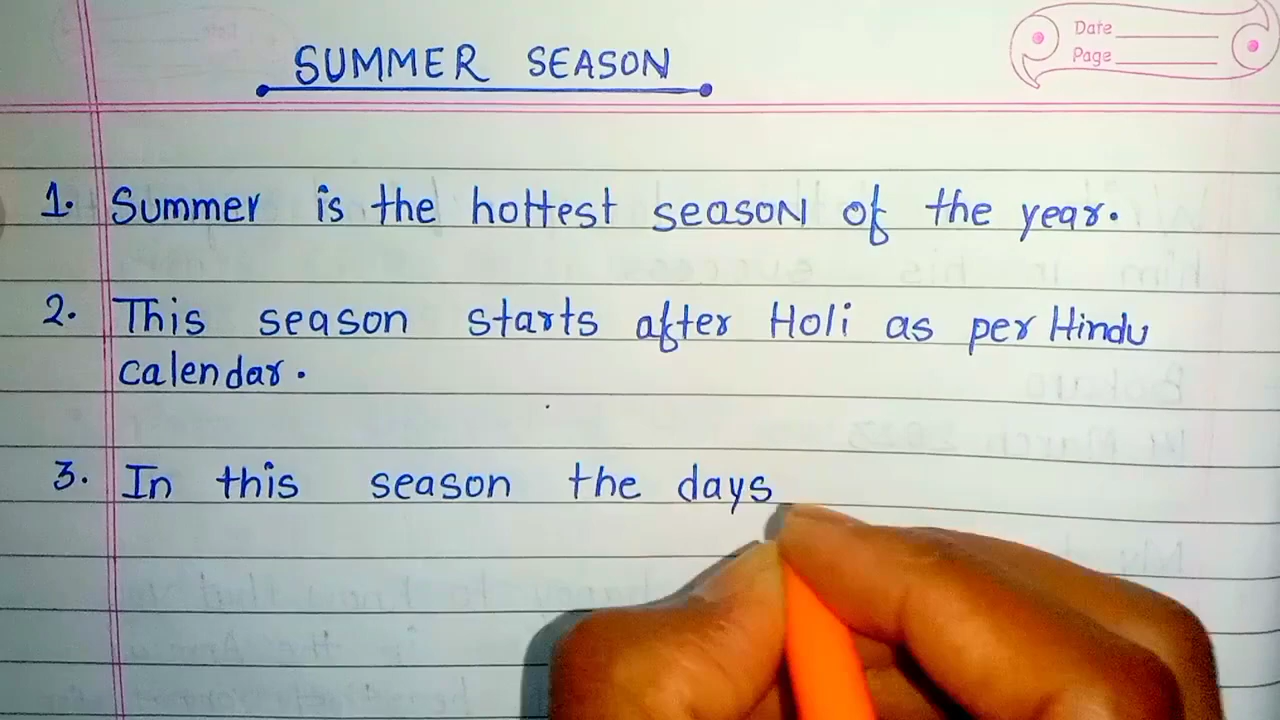 Date
Page
SUMMER SEASON
1. Summer is the hottest season of the year.
2. This season starts after Holi as per Hindu
calendar.
3. In this season the days